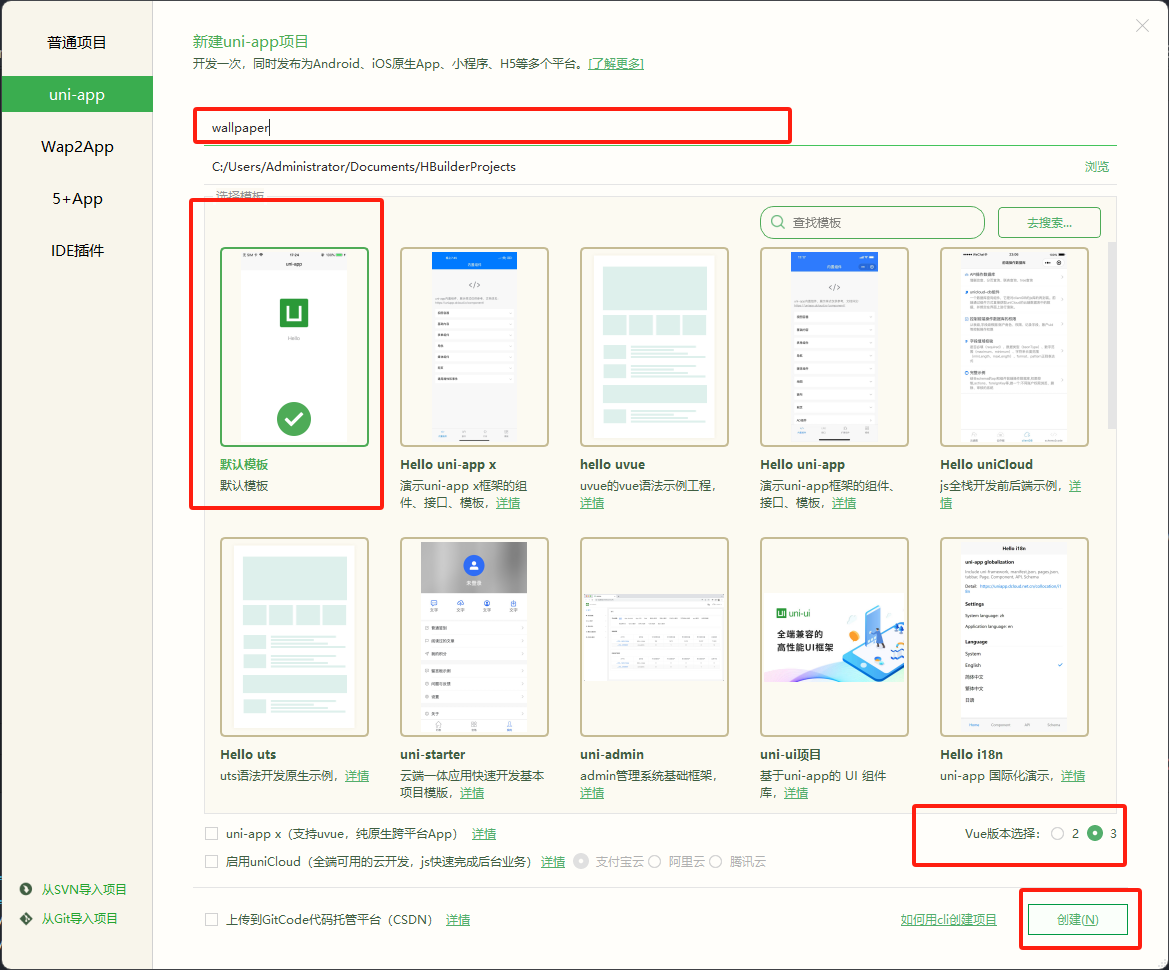 普通项目
uni-app
Wap2App
5+App
IDE插件
从SVN导入项目
从Git导入项目
新建uni-app项目
开发一次，同时发布为Android、iOS原生App、小程序、H5等多个平台。[了解更多]
wallpaper
C:/Users/Administrator/Documents/HBuilderProjects
浏览
选择模板
查找模板
去搜索...
uni-app
Hello
默认模板
默认模板
Hello uni-app x
演示uni-app x框架的组
件、接口、模板，详情
hello uvue
uvue的vue语法示例工程，
详情
Hello uni-app
演示uni-app框架的组件、
接口、模板，详情
Hello uniCloud
js全栈开发前后端示例，详
情
Hello uts
uts语法开发原生示例，详情
uni-starter
云端一体应用快速开发基本
项目模版，详情
uni-admin
admin管理系统基础框架，
详情
uni-ui
全端兼容的
高性能UI框架
uni-ui项目
基于uni-app的 UI 组件
库，详情
Hello i18n
uni-app globalization
Settings
System language: zh
Application language: en
Language
System
English
简体中文
繁体中文
日语
Home Component API Schema
Hello i18n
uni-app 国际化演示，详情
uni-app x（支持uvue，纯原生跨平台App） 详情
Vue版本选择： 2 3
启用uniCloud（全端可用的云开发，js快速完成后台业务） 详情 支付宝云 阿里云 腾讯云
上传到GitCode代码托管平台（CSDN） 详情
如何用cli创建项目
创建(N)